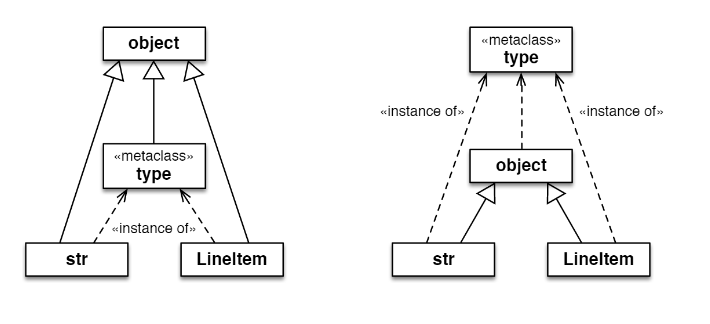 object
«metaclass»
type
«instance of»
str
LineItem
«metaclass»
type
«instance of»
«instance of»
object
str
LineItem